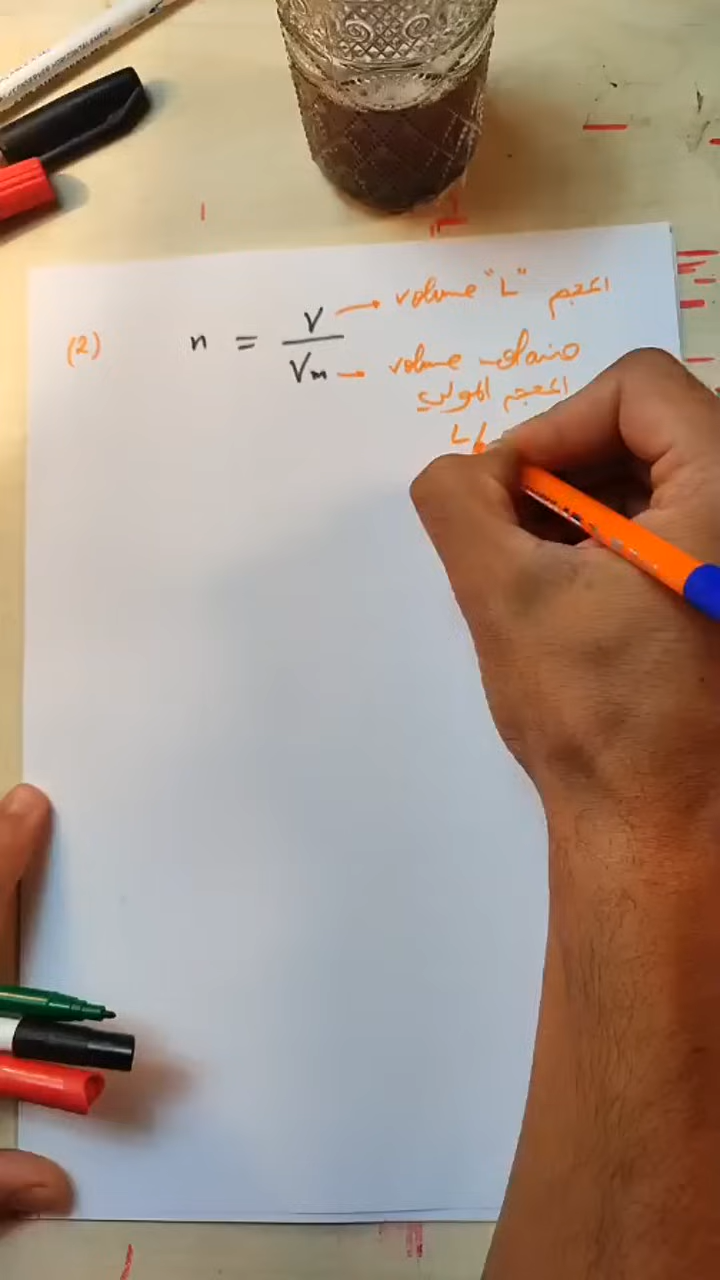 (2) n = V / Vm
→ volume "L" الحجم
→ volume molaire
الحجم المولي
L/